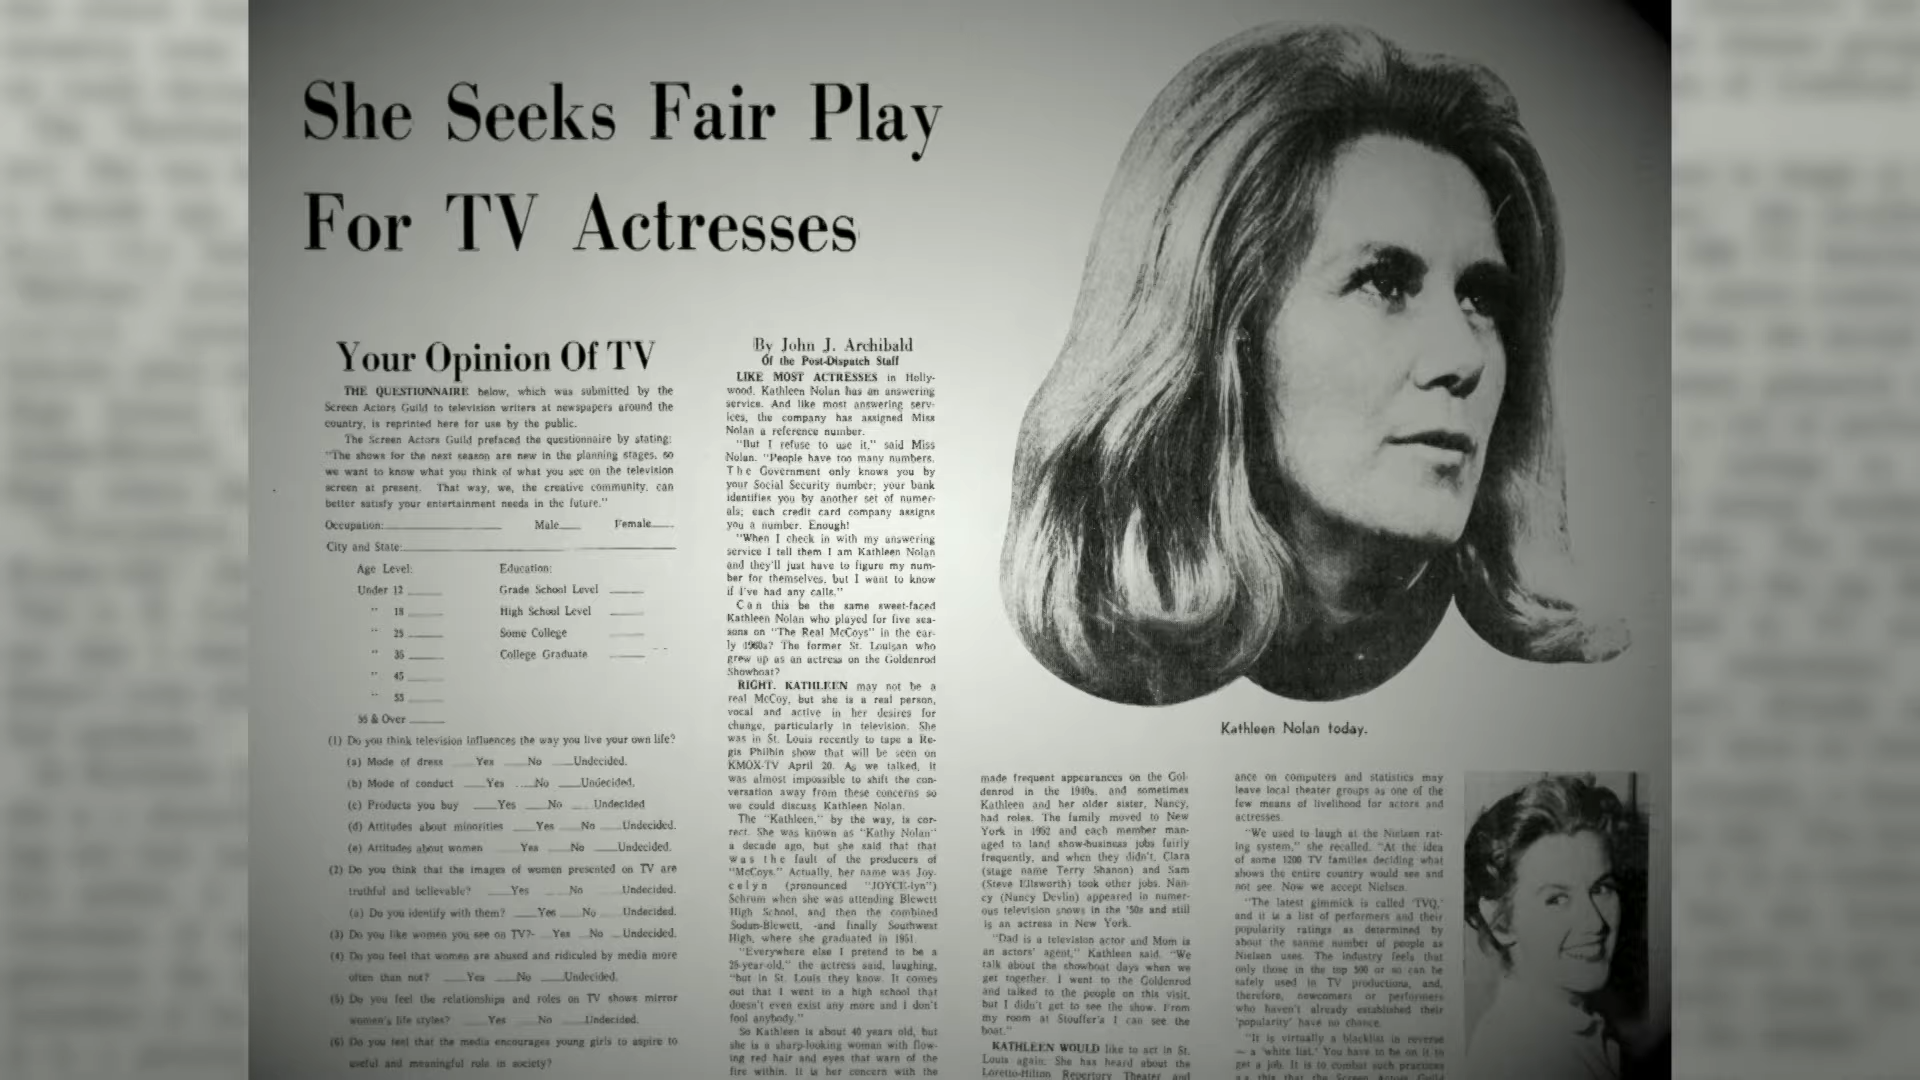 She Seeks Fair Play
For TV Actresses
Your Opinion Of TV
THE QUESTIONNAIRE below, which was submitted by the
Screen Actors Guild to television writers at newspapers around the
country, is reprinted here for use by the public.
The Screen Actors Guild prefaced the questionnaire by stating:
"The shows for the next season are new in the planning stages, so
we want to know what you think of what you see on the television
screen at present. That way, we, the creative community, can
better satisfy your entertainment needs in the future."
Occupation: Male Female
City and State:
Age Level: Education:
Under 12 Grade School Level
" 18 High School Level
" 25 Some College
" 35 College Graduate
" 45
" 55
55 & Over
(1) Do you think television influences the way you live your own life?
(a) Mode of dress Yes No Undecided.
(b) Mode of conduct Yes No Undecided.
(c) Products you buy Yes No Undecided
(d) Attitudes about minorities Yes No Undecided.
(e) Attitudes about women Yes No Undecided.
(2) Do you think that the images of women presented on TV are
truthful and believable? Yes No Undecided.
(a) Do you identify with them? Yes No Undecided.
(3) Do you like women you see on TV?- Yes No Undecided.
(4) Do you feel that women are abused and ridiculed by media more
often than not? Yes No Undecided.
(5) Do you feel the relationships and roles on TV shows mirror
women's life styles? Yes No Undecided.
(6) Do you feel that the media encourages young girls to aspire to
useful and meaningful role in society?
By John J. Archibald
Of the Post-Dispatch Staff
LIKE MOST ACTRESSES in Holly-
wood, Kathleen Nolan has an answering
service. And like most answering serv-
ices, the company has assigned Miss
Nolan a reference number.
"But I refuse to use it," said Miss
Nolan. "People have too many numbers.
The Government only knows you by
your Social Security number; your bank
identifies you by another set of numer-
als; each credit card company assigns
you a number. Enough!
"When I check in with my answering
service I tell them I am Kathleen Nolan
and they'll just have to figure my num-
ber for themselves, but I want to know
if I've had any calls."
Can this be the same sweet-faced
Kathleen Nolan who played for five sea-
sons on "The Real McCoys" in the ear-
ly 1960s? The former St. Louisan who
grew up as an actress on the Goldenrod
Showboat?
RIGHT. KATHLEEN may not be a
real McCoy, but she is a real person,
vocal and active in her desires for
change, particularly in television. She
was in St. Louis recently to tape a Re-
gis Philbin show that will be seen on
KMOX-TV April 20. As we talked, it
was almost impossible to shift the con-
versation away from these concerns so
we could discuss Kathleen Nolan.
The "Kathleen," by the way, is cor-
rect. She was known as "Kathy Nolan"
a decade ago, but she said that that
was the fault of the producers of
"McCoys." Actually, her name was Joy-
celyn (pronounced "JOYCE-lyn")
Schrum when she was attending Blewett
High School, and then the combined
Soldan-Blewett, -and finally Southwest
High, where she graduated in 1951.
"Everywhere else I pretend to be a
25-year-old," the actress said, laughing,
"but in St. Louis they know. It comes
out that I went to a high school that
doesn't even exist any more and I don't
fool anybody."
So Kathleen is about 40 years old, but
she is a sharp-looking woman with flow-
ing red hair and eyes that warn of the
fire within. It is her concern with the
Kathleen Nolan today.
made frequent appearances on the Gol-
denrod in the 1940s, and sometimes
Kathleen and her older sister, Nancy,
had roles. The family moved to New
York in 1952 and each member man-
aged to land show-business jobs fairly
frequently, and when they didn't, Clara
(stage name Terry Shanon) and Sam
(Steve Ellsworth) took other jobs. Nan-
cy (Nancy Devlin) appeared in numer-
ous television shows in the '50s and still
is an actress in New York.
"Dad is a television actor and Mom is
an actors' agent," Kathleen said. "We
talk about the showboat days when we
get together. I went to the Goldenrod
and talked to the people on this visit,
but I didn't get to see the show. From
my room at Stouffer's I can see the
boat."
KATHLEEN WOULD like to act in St.
Louis again. She has heard about the
Loretto-Hilton Repertory Theater and
ance on computers and statistics may
leave local theater groups as one of the
few means of livelihood for actors and
actresses.
"We used to laugh at the Nielsen rat-
ing system," she recalled. "At the idea
of some 1200 TV families deciding what
shows the entire country would see and
not see. Now we accept Nielsen.
"The latest gimmick is called 'TVQ,'
and it is a list of performers and their
popularity ratings as determined by
about the sanme number of people as
Nielsen uses. The industry feels that
only those in the top 500 or so can be
safely used in TV productions, and,
therefore, newcomers or performers
who haven't already established their
'popularity' have no chance.
"It is virtually a blacklist in reverse
— a 'white list.' You have to be on it to
get a job. It is to combat such practices